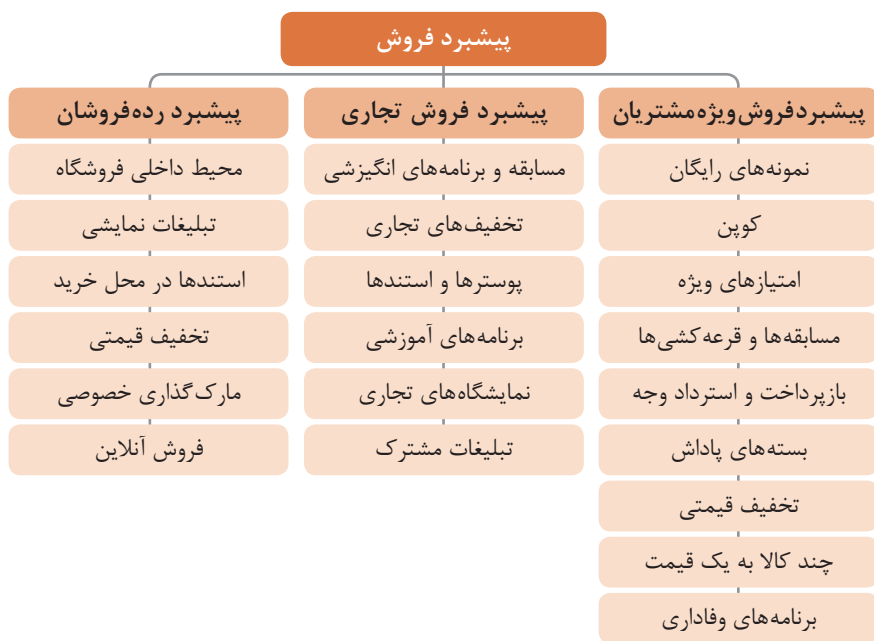 پیشبرد فروش
پیشبردفروش‌ویژه‌مشتریان
نمونه‌های رایگان
کوپن
امتیازهای ویژه
مسابقه‌ها و قرعه‌کشی‌ها
بازپرداخت و استرداد وجه
بسته‌های پاداش
تخفیف قیمتی
چند کالا به یک قیمت
برنامه‌های وفاداری
پیشبرد فروش تجاری
مسابقه و برنامه‌های انگیزشی
تخفیف‌های تجاری
پوسترها و استندها
برنامه‌های آموزشی
نمایشگاه‌های تجاری
تبلیغات مشترک
پیشبرد رده‌فروشان
محیط داخلی فروشگاه
تبلیغات نمایشی
استندها در محل خرید
تخفیف قیمتی
مارک‌گذاری خصوصی
فروش آنلاین